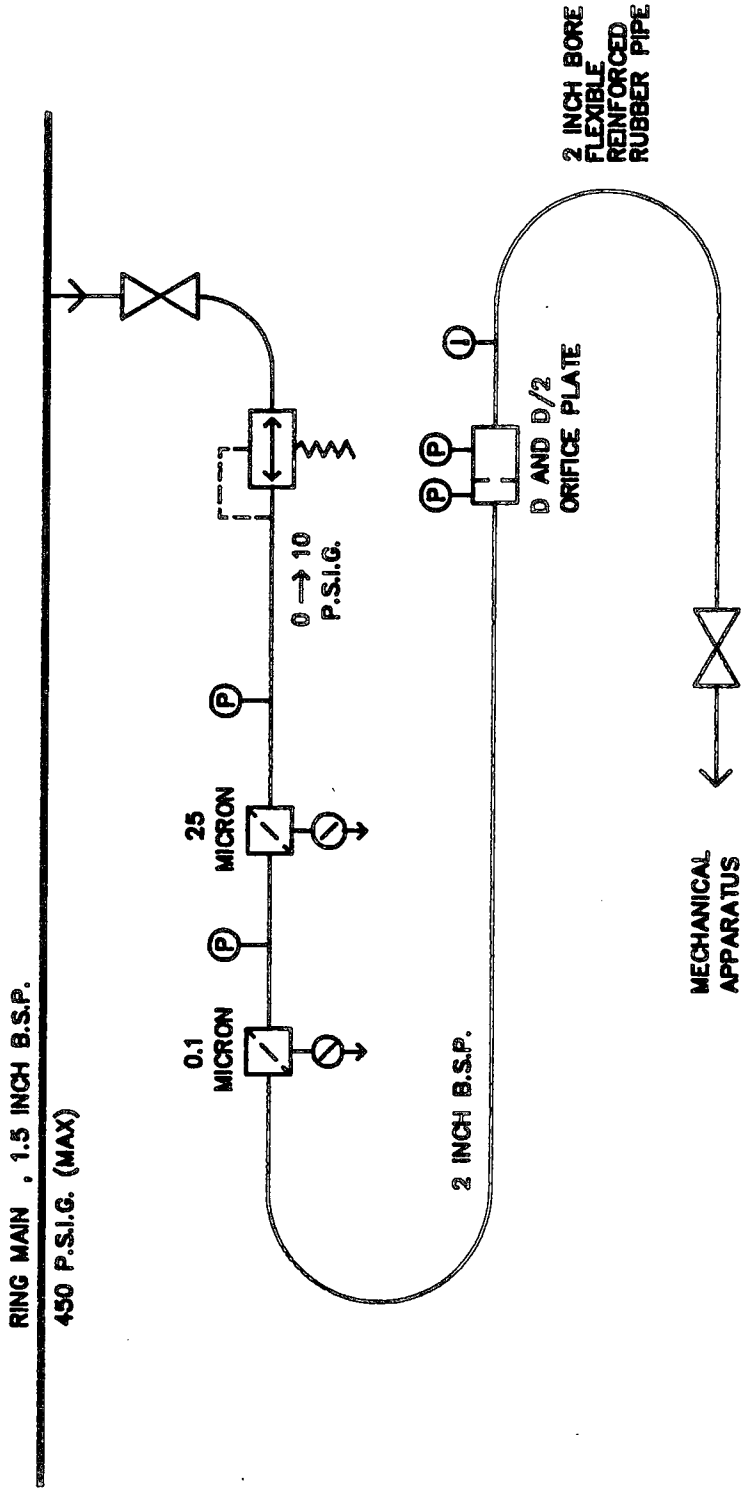 RING MAIN , 1.5 INCH B.S.P.
450 P.S.I.G. (MAX)
0.1
MICRON
P
25
MICRON
P
0 → 10
P.S.I.G.
2 INCH B.S.P.
P
P
D AND D/2
ORIFICE PLATE
I
2 INCH BORE
FLEXIBLE
REINFORCED
RUBBER PIPE
MECHANICAL
APPARATUS